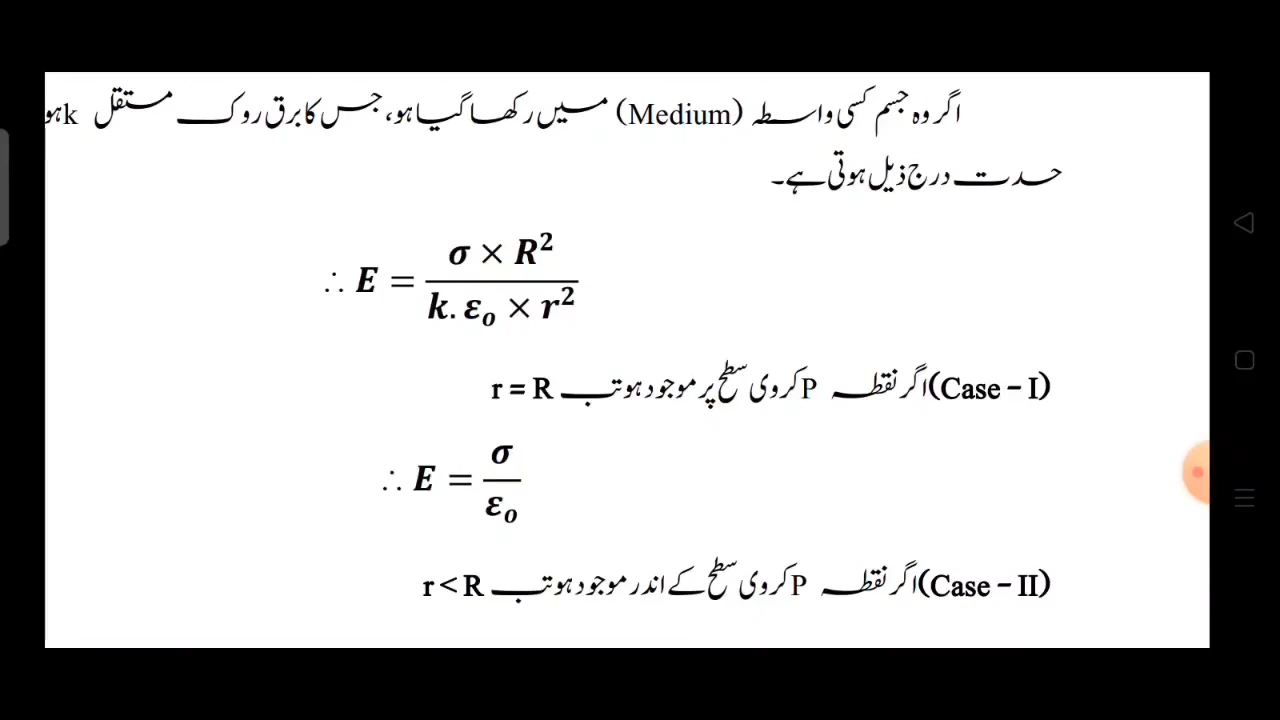 اگر وہ جسم کسی واسطہ (Medium) میں رکھا گیا ہو، جس کا برق روک مستقل k ہو
حدت درج ذیل ہوتی ہے۔
∴ E = (σ × R²) / (k. ε₀ × r²)
(Case – I) اگر نقطہ P کروی سطح پر موجود ہو تب r = R
∴ E = σ / ε₀
(Case – II) اگر نقطہ P کروی سطح کے اندر موجود ہو تب r < R